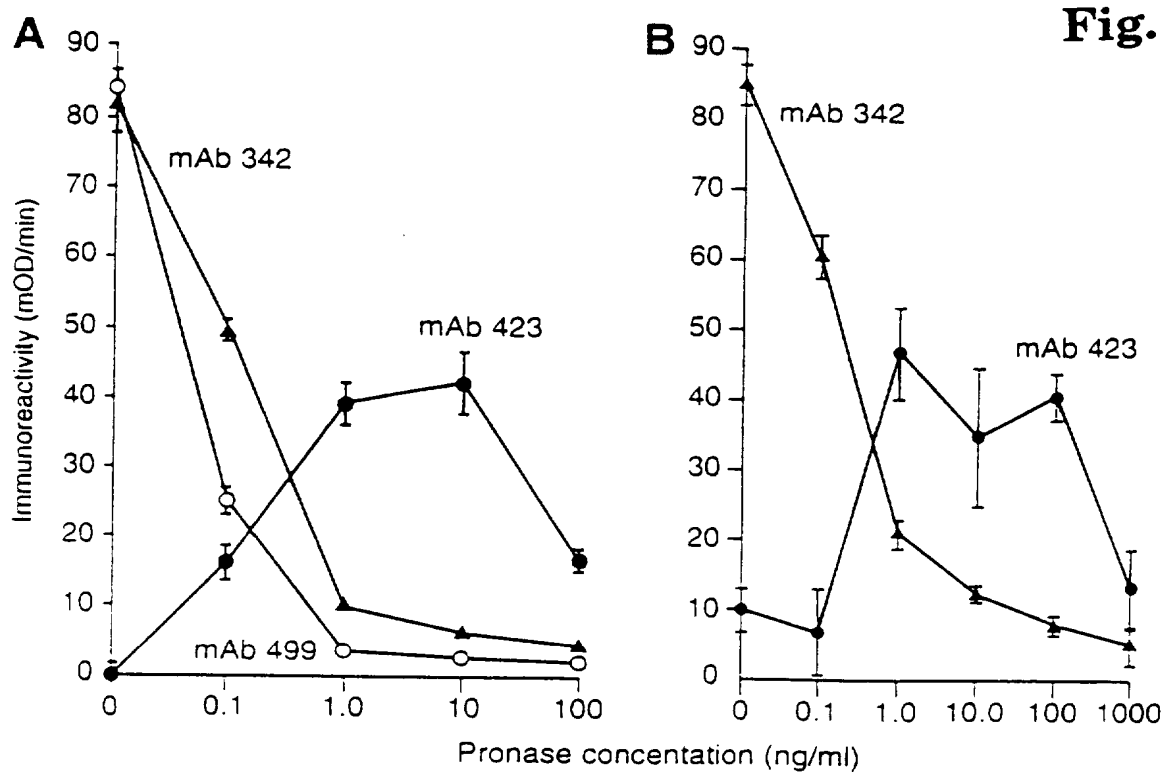 A
B
Fig.
90
80
70
60
50
40
30
20
10
0
Immunoreactivity (mOD/min)
mAb 342
mAb 423
mAb 499
0 0.1 1.0 10 100
90
80
70
60
50
40
30
20
10
0
mAb 342
mAb 423
0 0.1 1.0 10.0 100 1000
Pronase concentation (ng/ml)